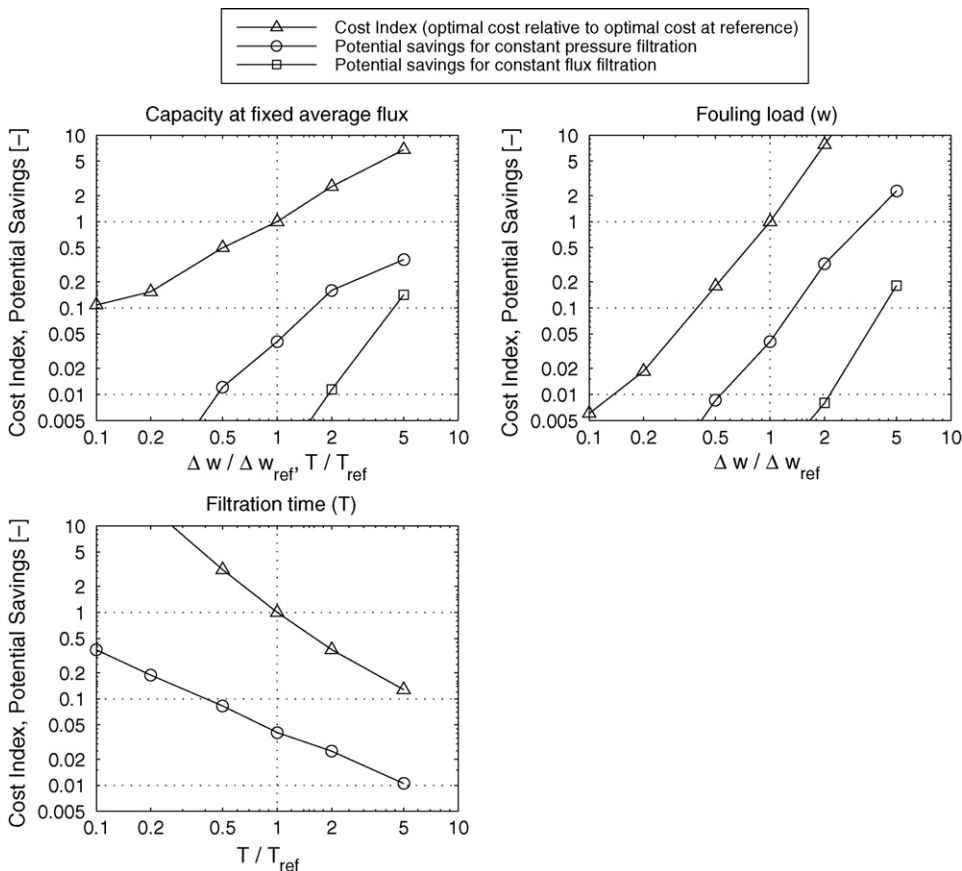 Cost Index (optimal cost relative to optimal cost at reference)
Potential savings for constant pressure filtration
Potential savings for constant flux filtration
Capacity at fixed average flux
Cost Index, Potential Savings [-]
10
5
2
1
0.5
0.2
0.1
0.05
0.02
0.01
0.005
0.1 0.2 0.5 1 2 5 10
Δ w / Δ w_ref, T / T_ref
Fouling load (w)
Cost Index, Potential Savings [-]
10
5
2
1
0.5
0.2
0.1
0.05
0.02
0.01
0.005
0.1 0.2 0.5 1 2 5 10
Δ w / Δ w_ref
Filtration time (T)
Cost Index, Potential Savings [-]
10
5
2
1
0.5
0.2
0.1
0.05
0.02
0.01
0.005
0.1 0.2 0.5 1 2 5 10
T / T_ref